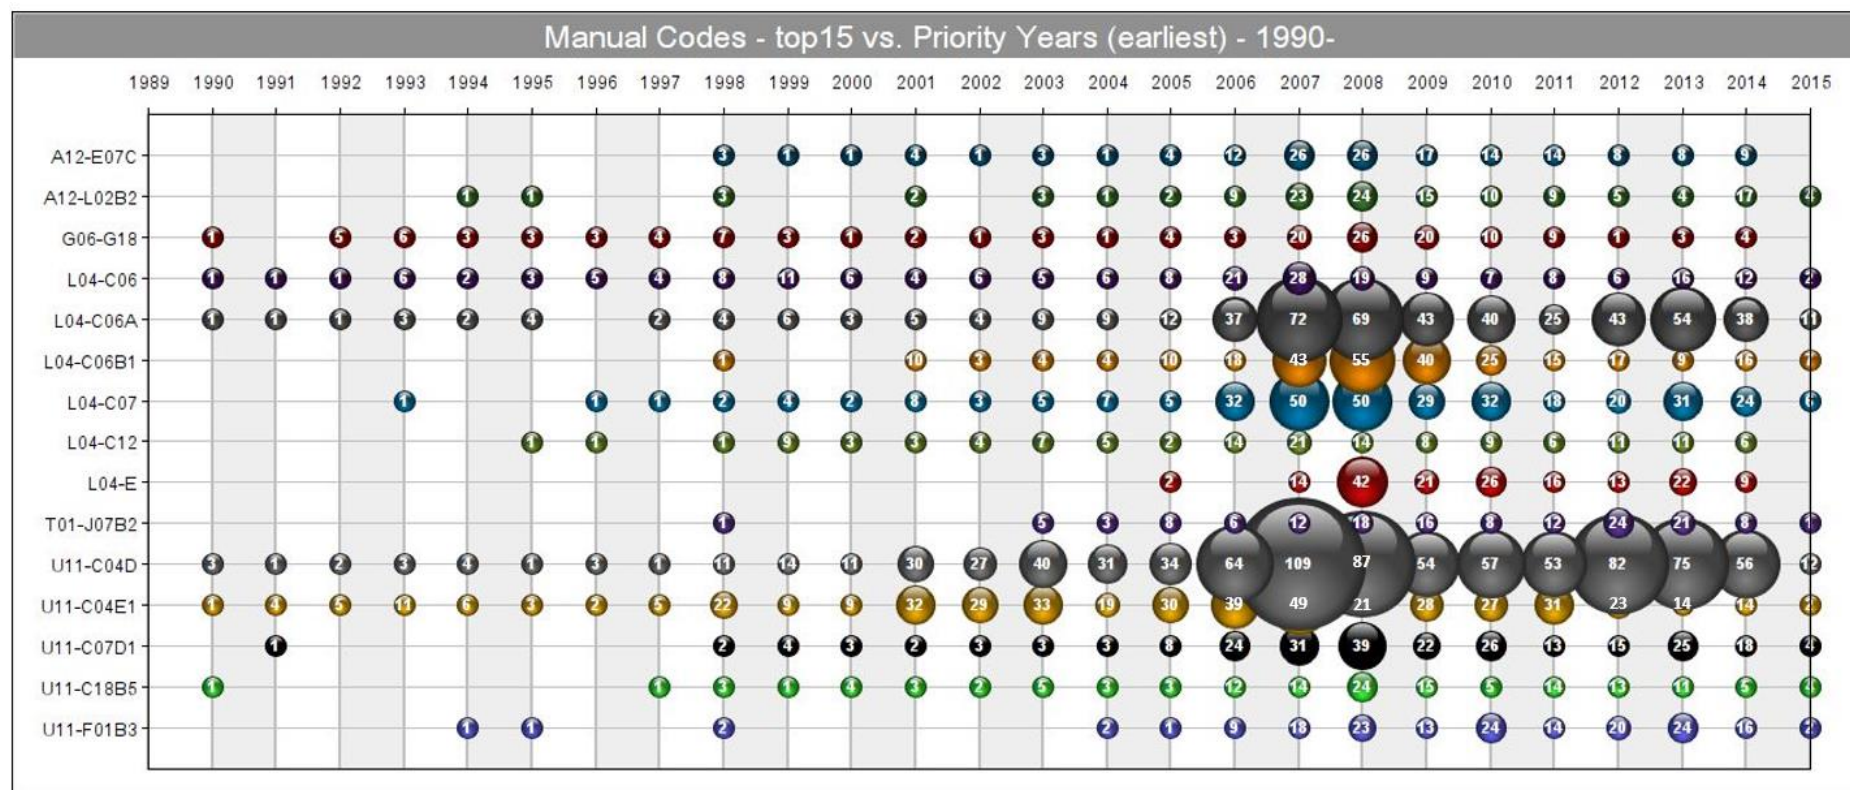 Manual Codes - top15 vs. Priority Years (earliest) - 1990-
1989 1990 1991 1992 1993 1994 1995 1996 1997 1998 1999 2000 2001 2002 2003 2004 2005 2006 2007 2008 2009 2010 2011 2012 2013 2014 2015
A12-E07C 3 1 1 4 1 3 1 4 12 26 26 17 14 14 8 8 9
A12-L02B2 1 1 3 2 3 1 2 9 23 24 15 10 9 5 4 17 4
G06-G18 1 5 6 3 3 3 4 7 3 1 2 1 3 1 4 3 20 26 20 10 9 1 3 4
L04-C06 1 1 1 6 2 3 5 4 8 11 6 4 6 5 6 8 21 28 19 9 7 8 6 16 12 2
L04-C06A 1 1 1 3 2 4 2 4 6 3 5 4 9 9 12 37 72 69 43 40 25 43 54 38 11
L04-C06B1 1 10 3 4 4 10 18 43 55 40 25 15 17 9 16 7
L04-C07 1 1 1 2 4 2 8 3 5 7 5 32 50 50 29 32 18 20 31 24 6
L04-C12 1 1 1 9 3 3 4 7 5 2 14 21 14 8 9 6 11 11 6
L04-E 2 14 42 21 26 16 13 22 9
T01-J07B2 1 5 3 8 6 12 18 16 8 12 24 21 8 1
U11-C04D 3 1 2 3 4 1 3 1 11 14 11 30 27 40 31 34 64 109 87 54 57 53 82 75 56 12
U11-C04E1 1 4 5 11 6 3 2 5 22 9 9 32 29 33 19 30 39 49 21 28 27 31 23 14 14 2
U11-C07D1 1 2 4 3 2 3 3 3 8 24 31 39 22 26 13 15 25 18 4
U11-C18B5 1 1 3 1 4 3 2 5 3 3 12 14 24 15 5 14 13 11 5 4
U11-F01B3 1 1 2 2 1 9 18 23 13 24 14 20 24 16 2